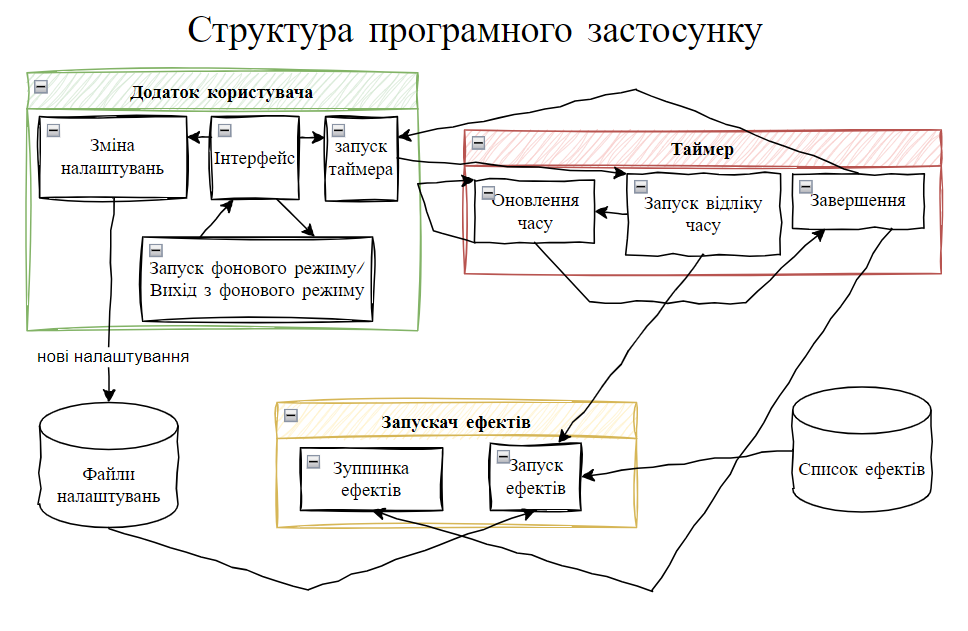 Структура програмного застосунку
Додаток користувача
Зміна
налаштувань
Інтерфейс
запуск
таймера
Запуск фонового режиму/
Вихід з фонового режиму
Таймер
Оновлення
часу
Запуск відліку
часу
Завершення
нові налаштування
Файли
налаштувань
Запускач ефектів
Зуппинка
ефектів
Запуск
ефектів
Список ефектів